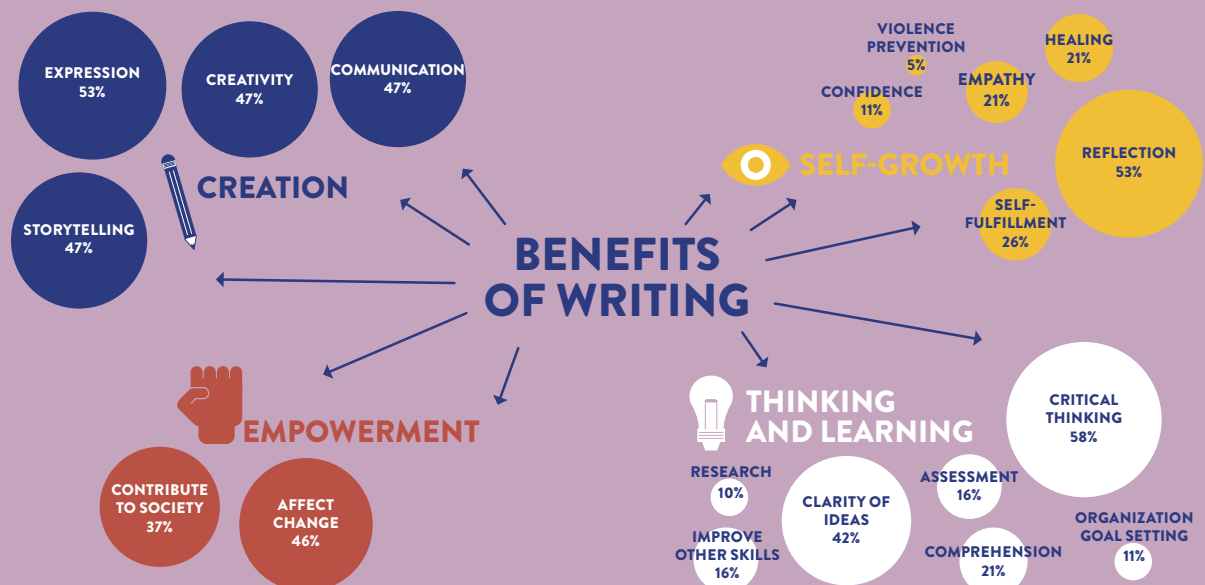 EXPRESSION
53%
CREATIVITY
47%
COMMUNICATION
47%
STORYTELLING
47%
CREATION
VIOLENCE
PREVENTION
5%
HEALING
21%
CONFIDENCE
11%
EMPATHY
21%
REFLECTION
53%
SELF-
FULFILLMENT
26%
SELF-GROWTH
BENEFITS
OF WRITING
EMPOWERMENT
CONTRIBUTE
TO SOCIETY
37%
AFFECT
CHANGE
46%
THINKING
AND LEARNING
CRITICAL
THINKING
58%
RESEARCH
10%
CLARITY OF
IDEAS
42%
ASSESSMENT
16%
IMPROVE
OTHER SKILLS
16%
COMPREHENSION
21%
ORGANIZATION
GOAL SETTING
11%